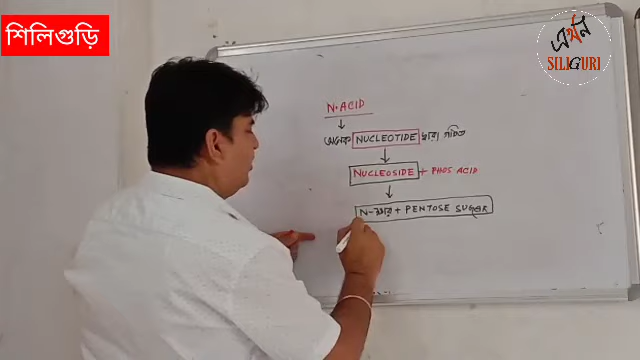 শিলিগুড়ি
এখন
SILIGURI
N·ACID
অনেক NUCLEOTIDE দ্বারা গঠিত
NUCLEOSIDE + PHOS·ACID
N-ক্ষার + PENTOSE SUGAR